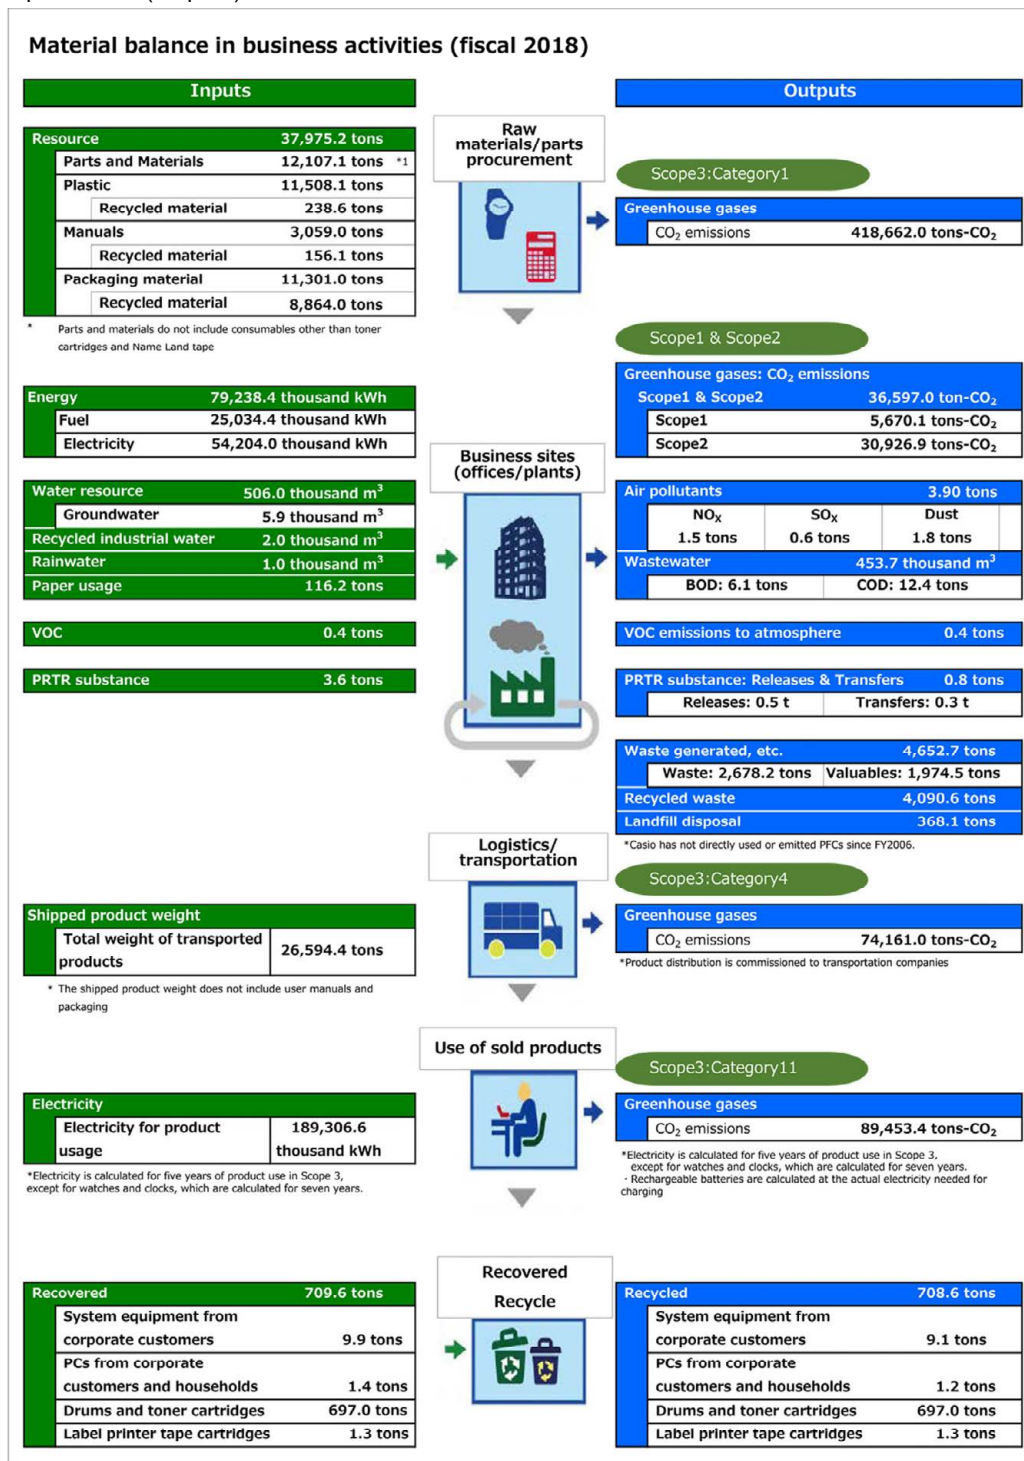 Material balance in business activities (fiscal 2018)
Inputs
Outputs
Resource 37,975.2 tons
Parts and Materials 12,107.1 tons *1
Plastic 11,508.1 tons
Recycled material 238.6 tons
Manuals 3,059.0 tons
Recycled material 156.1 tons
Packaging material 11,301.0 tons
Recycled material 8,864.0 tons
* Parts and materials do not include consumables other than toner
cartridges and Name Land tape
Raw
materials/parts
procurement
Scope3:Category1
Greenhouse gases
CO₂ emissions 418,662.0 tons-CO₂
Energy 79,238.4 thousand kWh
Fuel 25,034.4 thousand kWh
Electricity 54,204.0 thousand kWh
Water resource 506.0 thousand m³
Groundwater 5.9 thousand m³
Recycled industrial water 2.0 thousand m³
Rainwater 1.0 thousand m³
Paper usage 116.2 tons
VOC 0.4 tons
PRTR substance 3.6 tons
Business sites
(offices/plants)
Scope1 & Scope2
Greenhouse gases: CO₂ emissions
Scope1 & Scope2 36,597.0 ton-CO₂
Scope1 5,670.1 tons-CO₂
Scope2 30,926.9 tons-CO₂
Air pollutants 3.90 tons
NOX SOX Dust
1.5 tons 0.6 tons 1.8 tons
Wastewater 453.7 thousand m³
BOD: 6.1 tons COD: 12.4 tons
VOC emissions to atmosphere 0.4 tons
PRTR substance: Releases & Transfers 0.8 tons
Releases: 0.5 t Transfers: 0.3 t
Waste generated, etc. 4,652.7 tons
Waste: 2,678.2 tons Valuables: 1,974.5 tons
Recycled waste 4,090.6 tons
Landfill disposal 368.1 tons
*Casio has not directly used or emitted PFCs since FY2006.
Shipped product weight
Total weight of transported
products 26,594.4 tons
* The shipped product weight does not include user manuals and
packaging
Logistics/
transportation
Scope3:Category4
Greenhouse gases
CO₂ emissions 74,161.0 tons-CO₂
*Product distribution is commissioned to transportation companies
Electricity
Electricity for product 189,306.6
usage thousand kWh
*Electricity is calculated for five years of product use in Scope 3,
except for watches and clocks, which are calculated for seven years.
Use of sold products
Scope3:Category11
Greenhouse gases
CO₂ emissions 89,453.4 tons-CO₂
*Electricity is calculated for five years of product use in Scope 3,
except for watches and clocks, which are calculated for seven years.
· Rechargeable batteries are calculated at the actual electricity needed for
charging
Recovered 709.6 tons
System equipment from
corporate customers 9.9 tons
PCs from corporate
customers and households 1.4 tons
Drums and toner cartridges 697.0 tons
Label printer tape cartridges 1.3 tons
Recovered
Recycle
Recycled 708.6 tons
System equipment from
corporate customers 9.1 tons
PCs from corporate
customers and households 1.2 tons
Drums and toner cartridges 697.0 tons
Label printer tape cartridges 1.3 tons